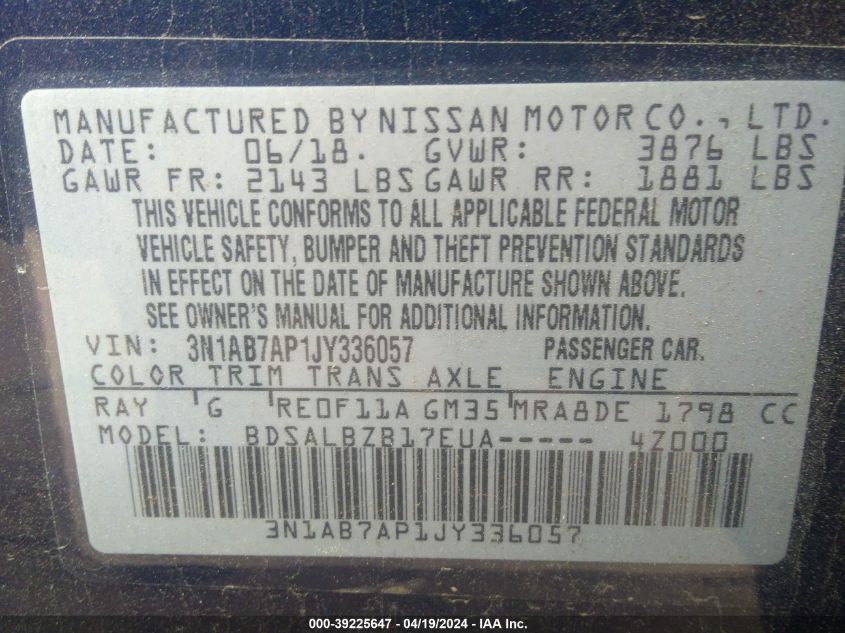 MANUFACTURED BY NISSAN MOTOR CO., LTD.
DATE: 06/18. GVWR: 3876 LBS
GAWR FR: 2143 LBS GAWR RR: 1881 LBS
THIS VEHICLE CONFORMS TO ALL APPLICABLE FEDERAL MOTOR
VEHICLE SAFETY, BUMPER AND THEFT PREVENTION STANDARDS
IN EFFECT ON THE DATE OF MANUFACTURE SHOWN ABOVE.
SEE OWNER'S MANUAL FOR ADDITIONAL INFORMATION.
VIN: 3N1AB7AP1JY336057 PASSENGER CAR.
COLOR TRIM TRANS AXLE ENGINE
RAY G RE0F11A GM35 MRA8DE 1798 CC
MODEL: BDSALBZB17EUA----- 4Z000
3N1AB7AP1JY336057
000-39225647 - 04/19/2024 - IAA Inc.